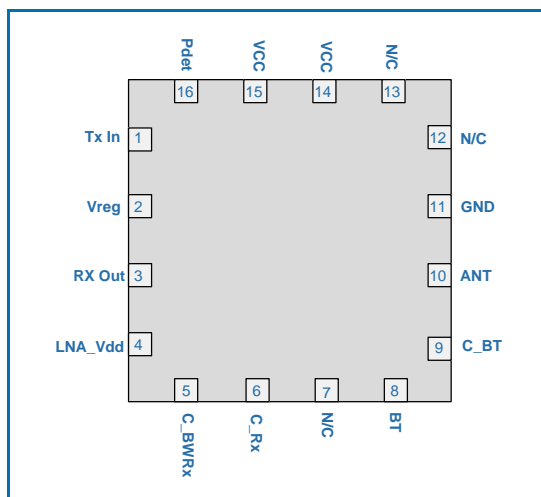 Pdet
VCC
VCC
N/C
16
15
14
13
Tx In
1
12
N/C
Vreg
2
11
GND
RX Out
3
10
ANT
LNA_Vdd
4
9
C_BT
5
6
7
8
C_BWRx
C_Rx
N/C
BT